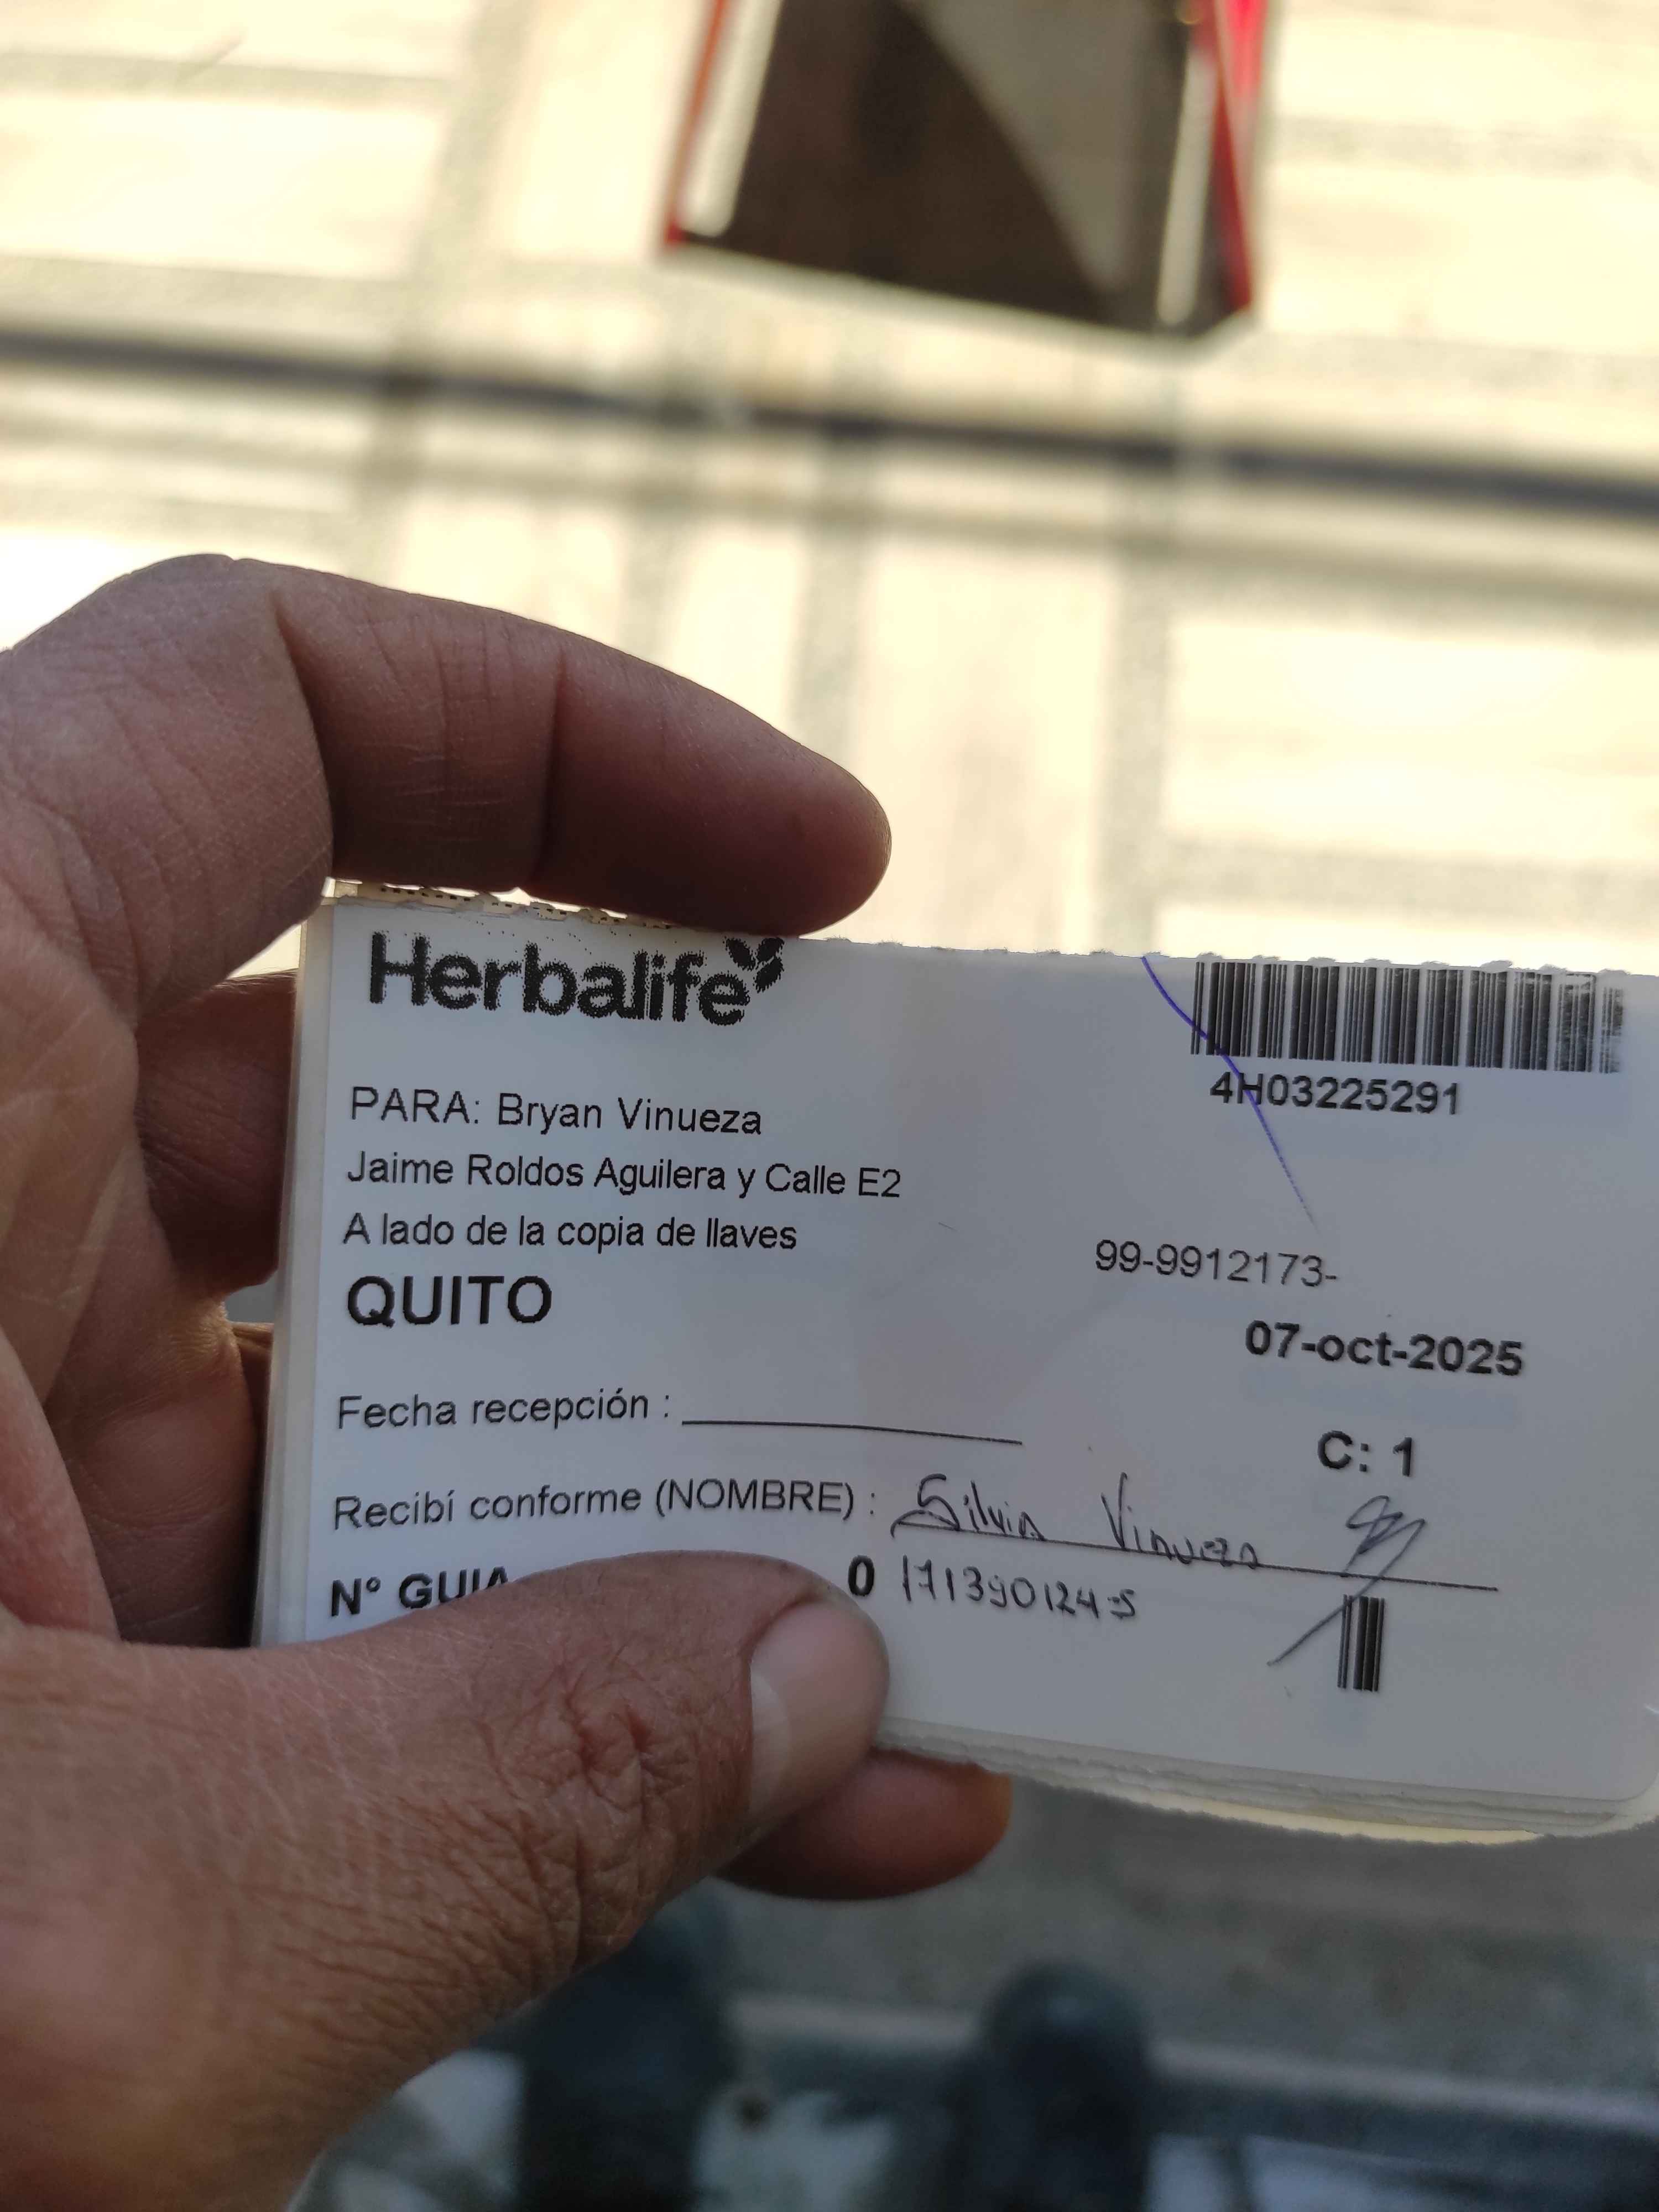 Herbalife
4H03225291
PARA: Bryan Vinueza
Jaime Roldos Aguilera y Calle E2
A lado de la copia de llaves
QUITO
99-9912173-
07-oct-2025
Fecha recepción :
C: 1
Recibí conforme (NOMBRE) : Silvia Vinueza
N° GUIA 0 171390124-5